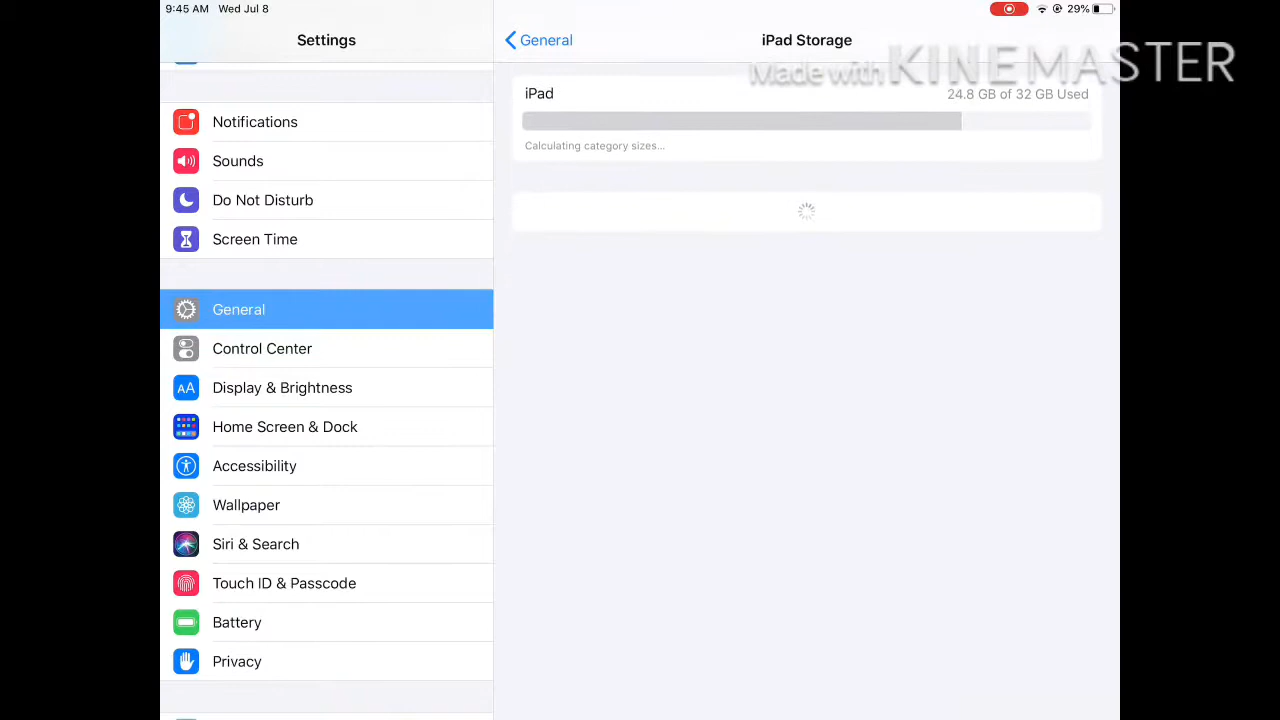 9:45 AM Wed Jul 8
29%
Settings
General
iPad Storage
Made with KINEMASTER
iPad
24.8 GB of 32 GB Used
Calculating category sizes...
Notifications
Sounds
Do Not Disturb
Screen Time
General
Control Center
Display & Brightness
AA
Home Screen & Dock
Accessibility
Wallpaper
Siri & Search
Touch ID & Passcode
Battery
Privacy